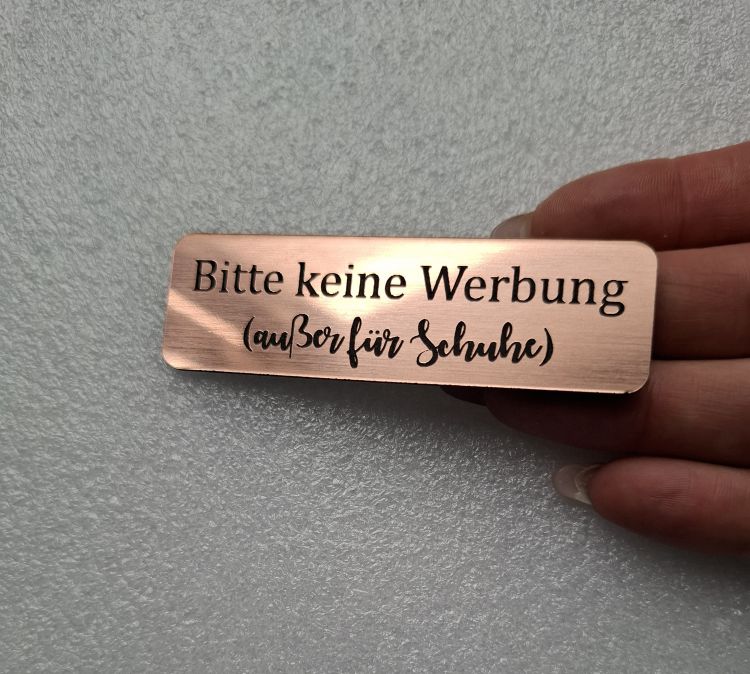 Bitte keine Werbung
(außer für Schuhe)